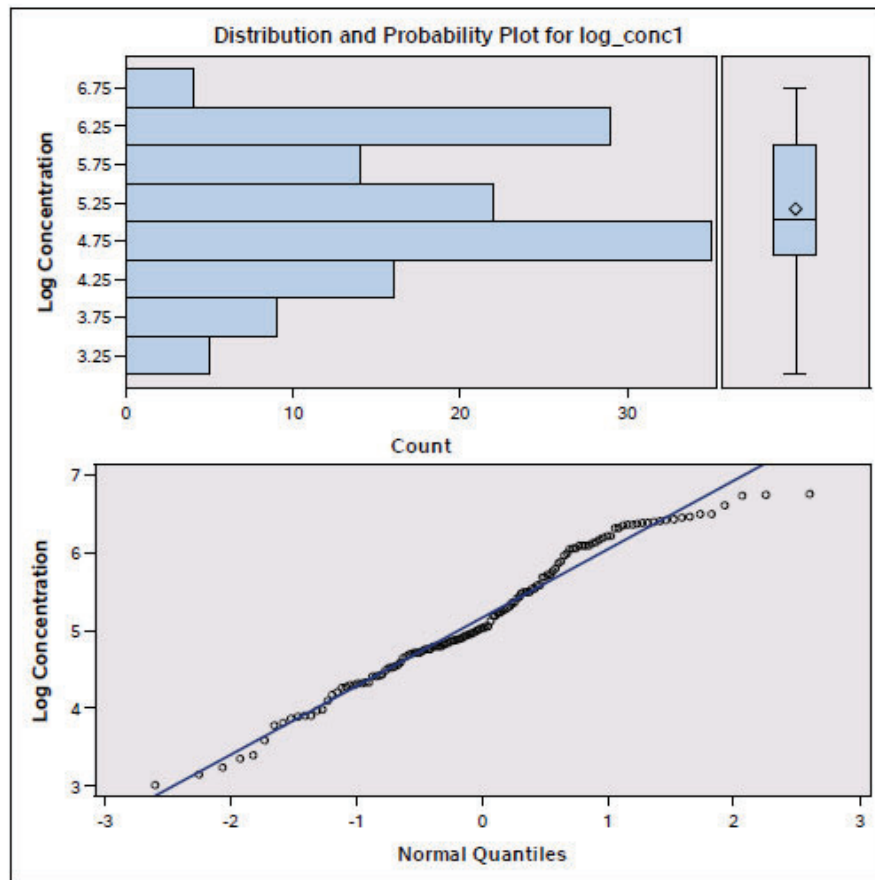 Distribution and Probability Plot for log_conc1
Log Concentration
6.75
6.25
5.75
5.25
4.75
4.25
3.75
3.25
0 10 20 30
Count
Log Concentration
7
6
5
4
3
-3 -2 -1 0 1 2 3
Normal Quantiles